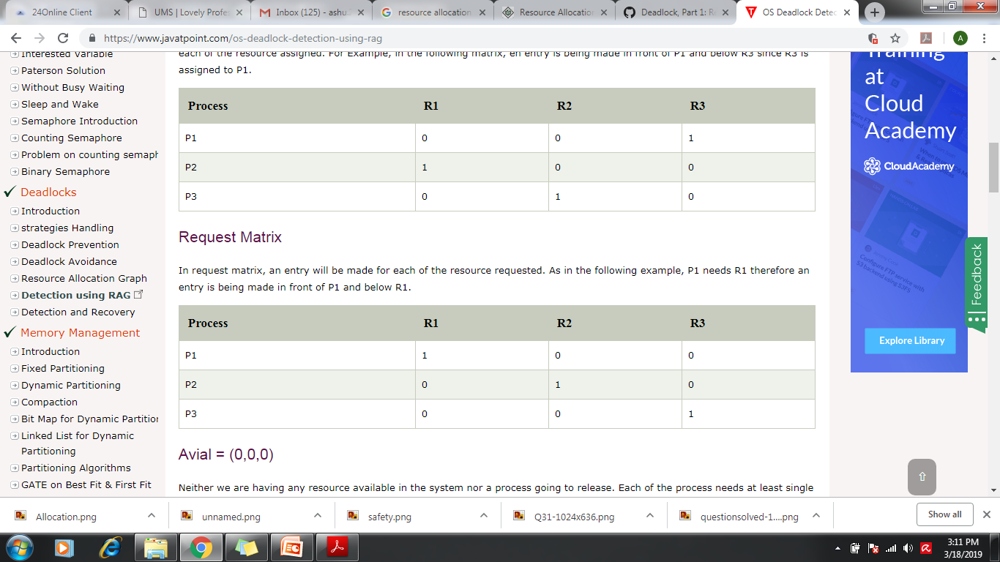 24Online Client
UMS | Lovely Profes
Inbox (125) - ashu.
resource allocation
Resource Allocation
Deadlock, Part 1: R
OS Deadlock Detec
https://www.javatpoint.com/os-deadlock-detection-using-rag
A
Interested Variable
Paterson Solution
Without Busy Waiting
Sleep and Wake
Semaphore Introduction
Counting Semaphore
Problem on counting semaph
Binary Semaphore
Deadlocks
Introduction
strategies Handling
Deadlock Prevention
Deadlock Avoidance
Resource Allocation Graph
Detection using RAG
Detection and Recovery
Memory Management
Introduction
Fixed Partitioning
Dynamic Partitioning
Compaction
Bit Map for Dynamic Partition
Linked List for Dynamic
Partitioning
Partitioning Algorithms
GATE on Best Fit & First Fit
each of the resource assigned. For Example, in the following matrix, en entry is being made in front of P1 and below R3 since R3 is
assigned to P1.
Process R1 R2 R3
P1 0 0 1
P2 1 0 0
P3 0 1 0
Request Matrix
In request matrix, an entry will be made for each of the resource requested. As in the following example, P1 needs R1 therefore an
entry is being made in front of P1 and below R1.
Process R1 R2 R3
P1 1 0 0
P2 0 1 0
P3 0 0 1
Avial = (0,0,0)
Neither we are having any resource available in the system nor a process going to release. Each of the process needs at least single
Training
at
Cloud
Academy
CloudAcademy
Explore Library
Feedback
Allocation.png
unnamed.png
safety.png
Q31-1024x636.png
questionsolved-1....png
Show all
3:11 PM
3/18/2019